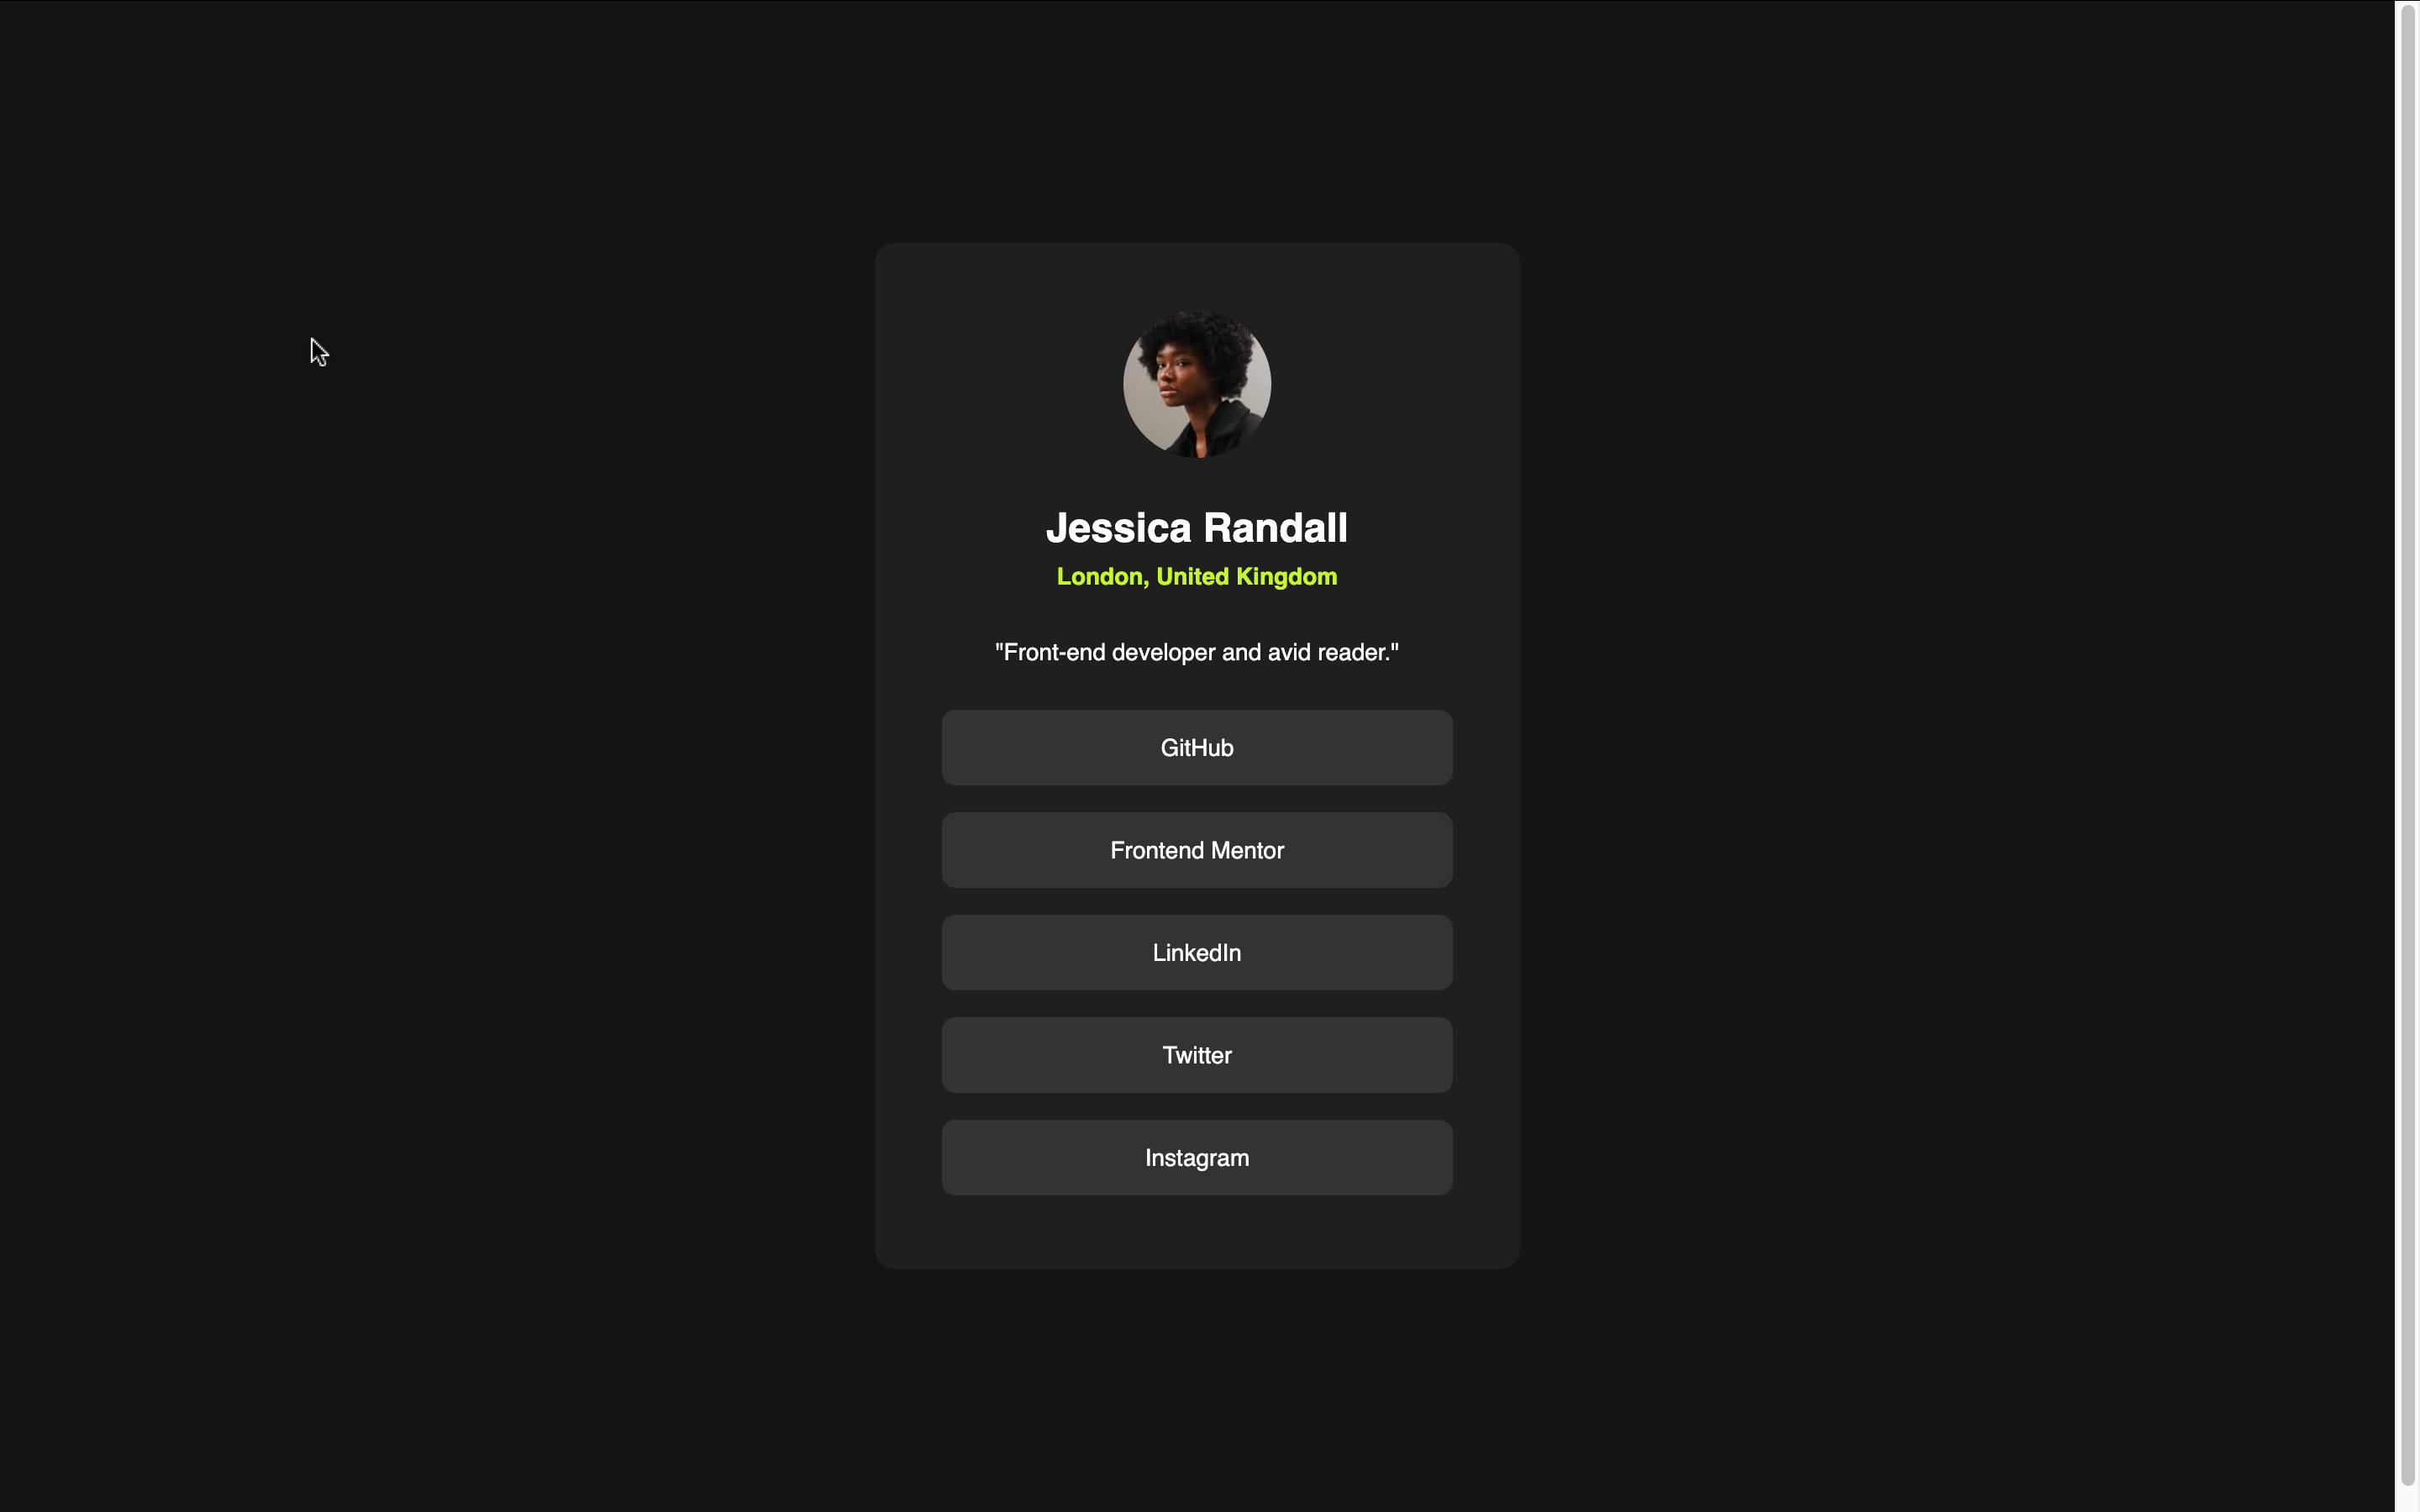 Jessica Randall
London, United Kingdom
"Front-end developer and avid reader."
GitHub
Frontend Mentor
LinkedIn
Twitter
Instagram